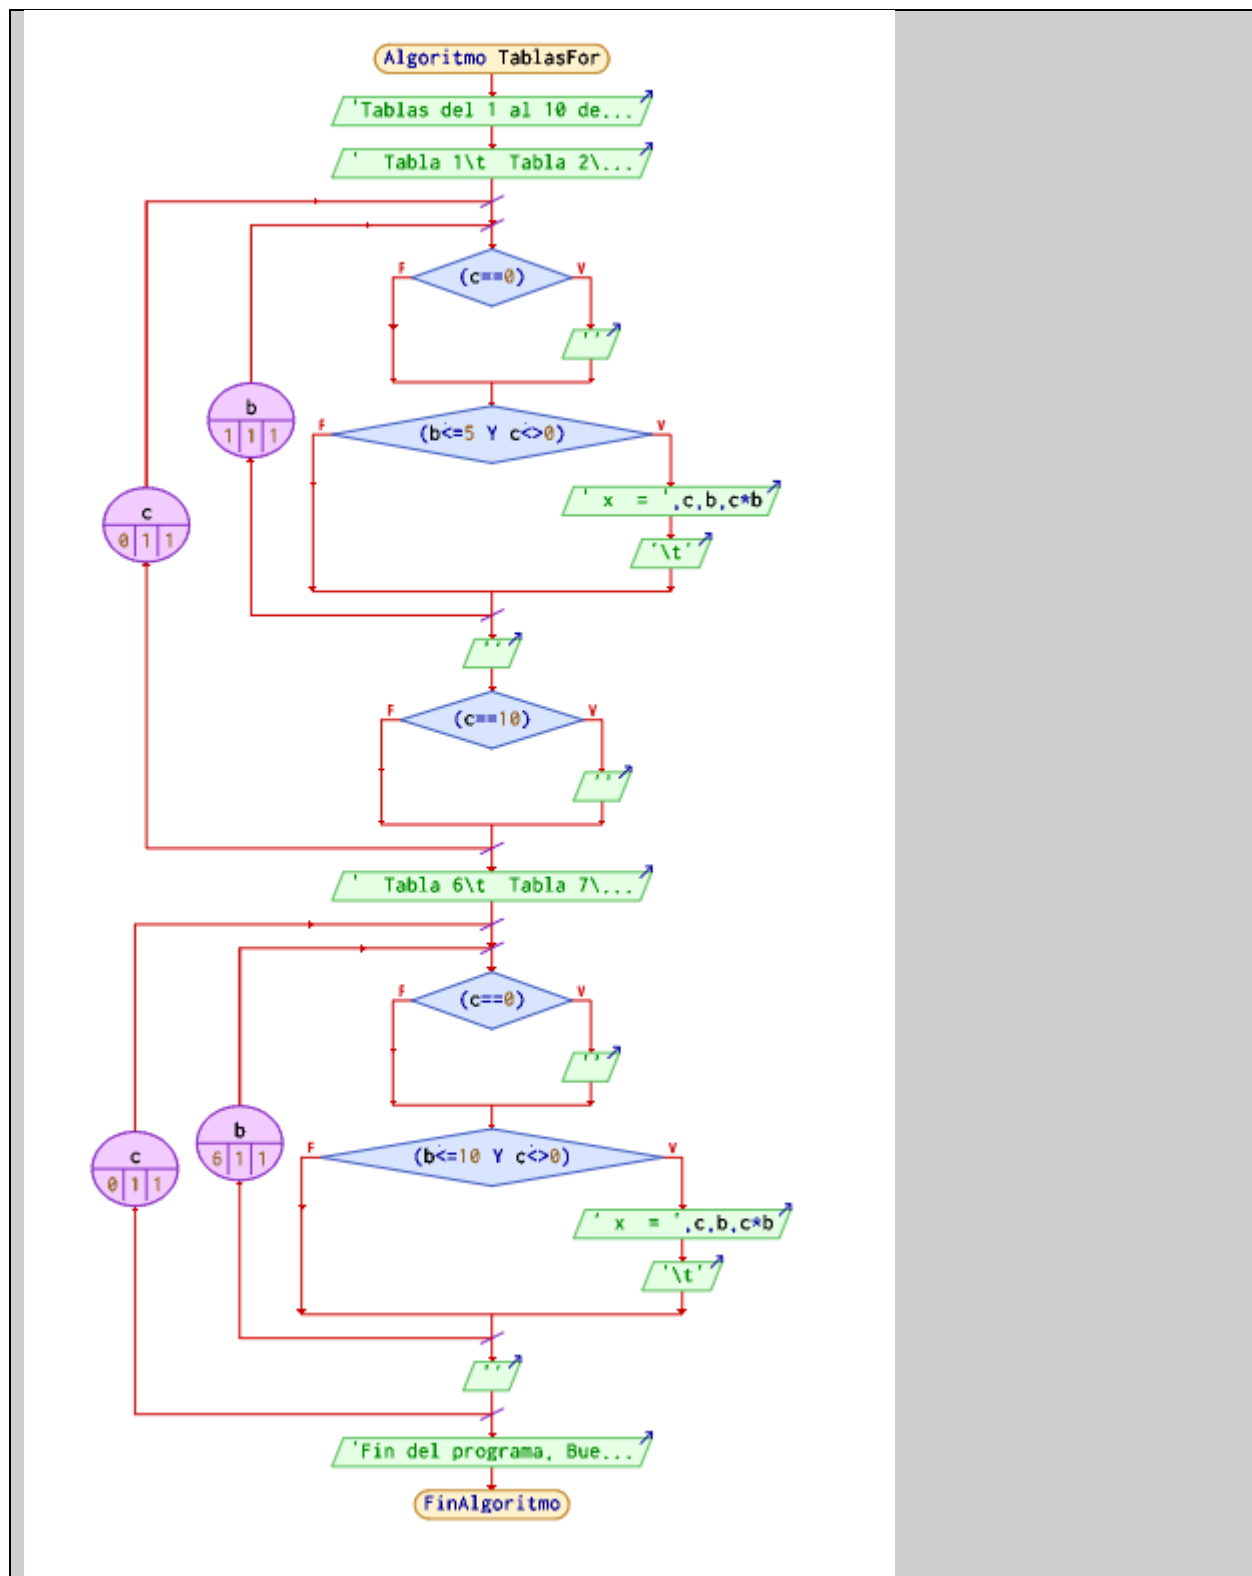 Algoritmo TablasFor
'Tablas del 1 al 10 de...
'  Tabla 1\t  Tabla 2\...
F (c==0) V
''
b
1 1 1
F (b<=5 Y c<>0) V
' x  = ',c,b,c*b
c
0 1 1
'\t'
''
F (c==10) V
''
'  Tabla 6\t  Tabla 7\...
F (c==0) V
''
b
6 1 1
F (b<=10 Y c<>0) V
c
0 1 1
' x  = ',c,b,c*b
'\t'
''
'Fin del programa, Bue...
FinAlgoritmo